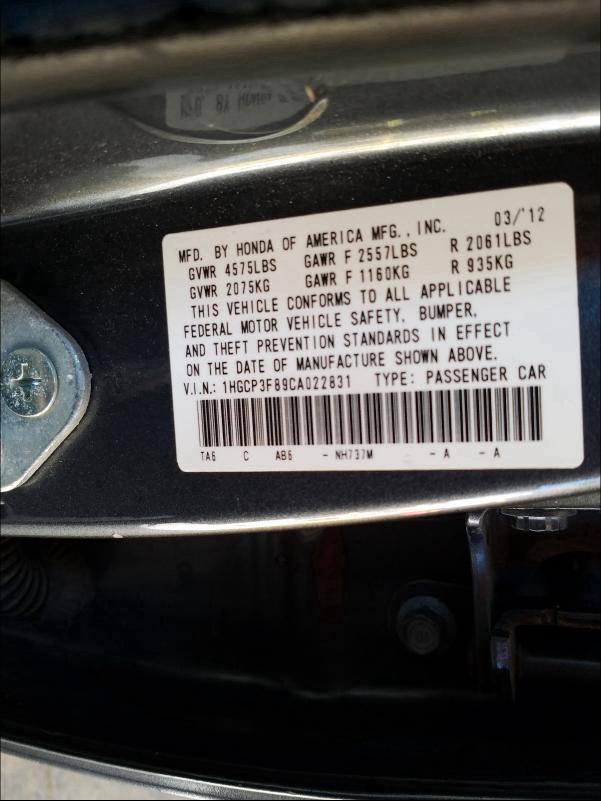 03/'12
MFD. BY HONDA OF AMERICA MFG., INC.
GVWR 4575LBS GAWR F 2557LBS R 2061LBS
GVWR 2075KG GAWR F 1160KG R 935KG
THIS VEHICLE CONFORMS TO ALL APPLICABLE
FEDERAL MOTOR VEHICLE SAFETY, BUMPER,
AND THEFT PREVENTION STANDARDS IN EFFECT
ON THE DATE OF MANUFACTURE SHOWN ABOVE.
V.I.N.: 1HGCP3F89CA022831 TYPE: PASSENGER CAR
TA6 C AB6 - NH737M - A - A